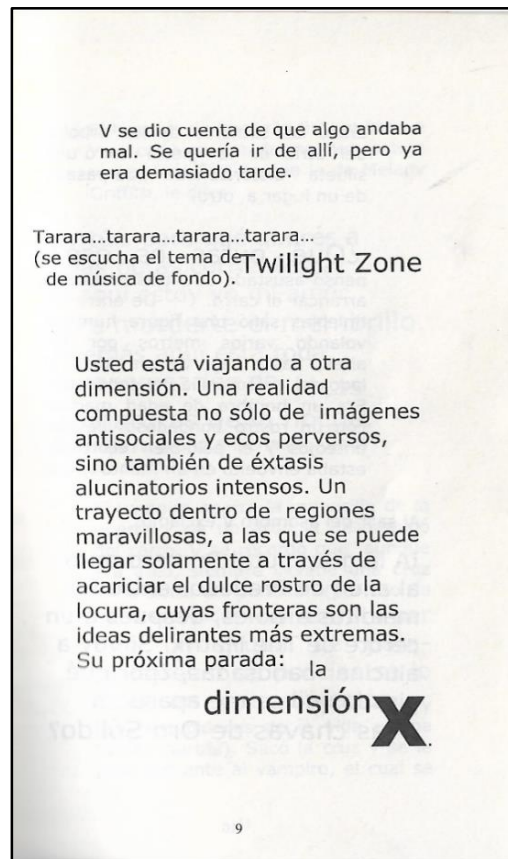 V se dio cuenta de que algo andaba
mal. Se quería ir de allí, pero ya
era demasiado tarde.
Tarara...tarara...tarara...tarara...
(se escucha el tema de Twilight Zone
de música de fondo).
Usted está viajando a otra
dimensión. Una realidad
compuesta no sólo de imágenes
antisociales y ecos perversos,
sino también de éxtasis
alucinatorios intensos. Un
trayecto dentro de regiones
maravillosas, a las que se puede
llegar solamente a través de
acariciar el dulce rostro de la
locura, cuyas fronteras son las
ideas delirantes más extremas.
Su próxima parada: la
dimensión X.
9